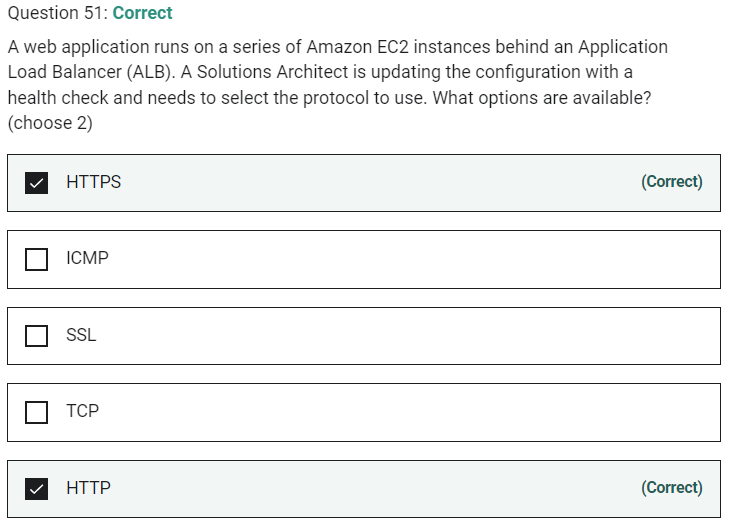 Question 51: Correct
A web application runs on a series of Amazon EC2 instances behind an Application
Load Balancer (ALB). A Solutions Architect is updating the configuration with a
health check and needs to select the protocol to use. What options are available?
(choose 2)
HTTPS (Correct)
ICMP
SSL
TCP
HTTP (Correct)